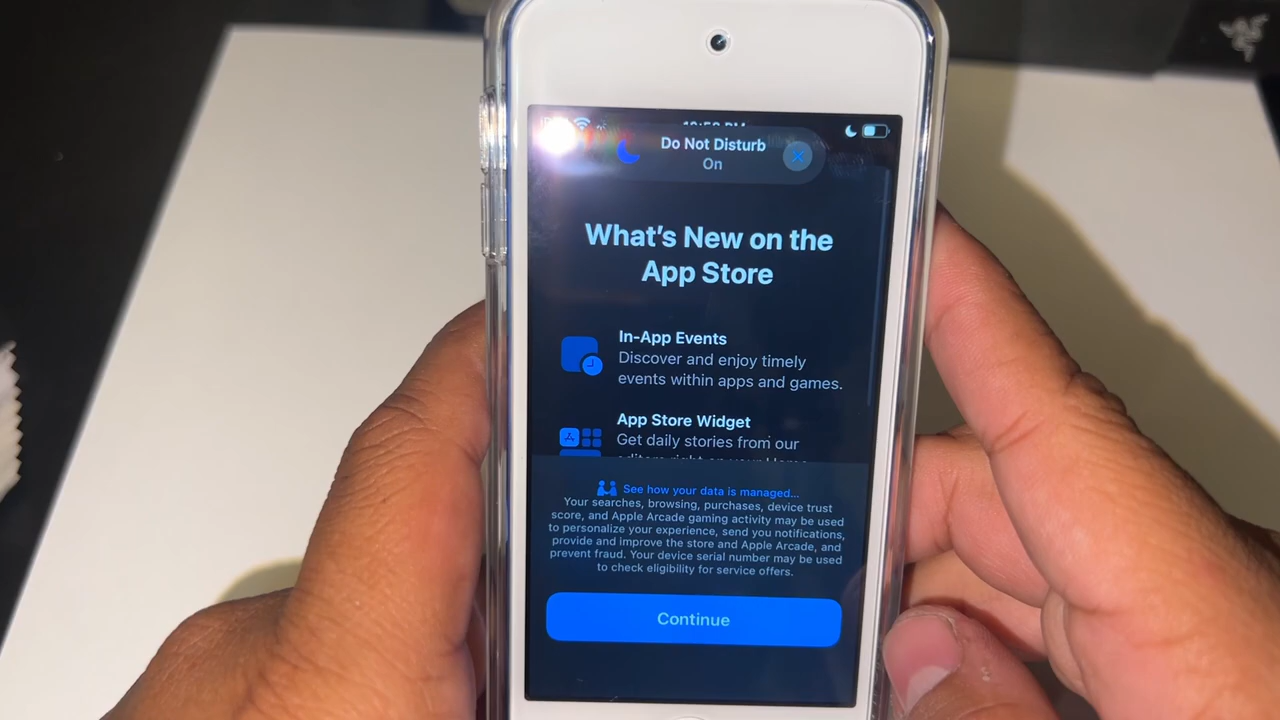 Do Not Disturb
On
What's New on the
App Store
In-App Events
Discover and enjoy timely
events within apps and games.
App Store Widget
Get daily stories from our
See how your data is managed...
Your searches, browsing, purchases, device trust
score, and Apple Arcade gaming activity may be used
to personalize your experience, send you notifications,
provide and improve the store and Apple Arcade, and
prevent fraud. Your device serial number may be used
to check eligibility for service offers.
Continue